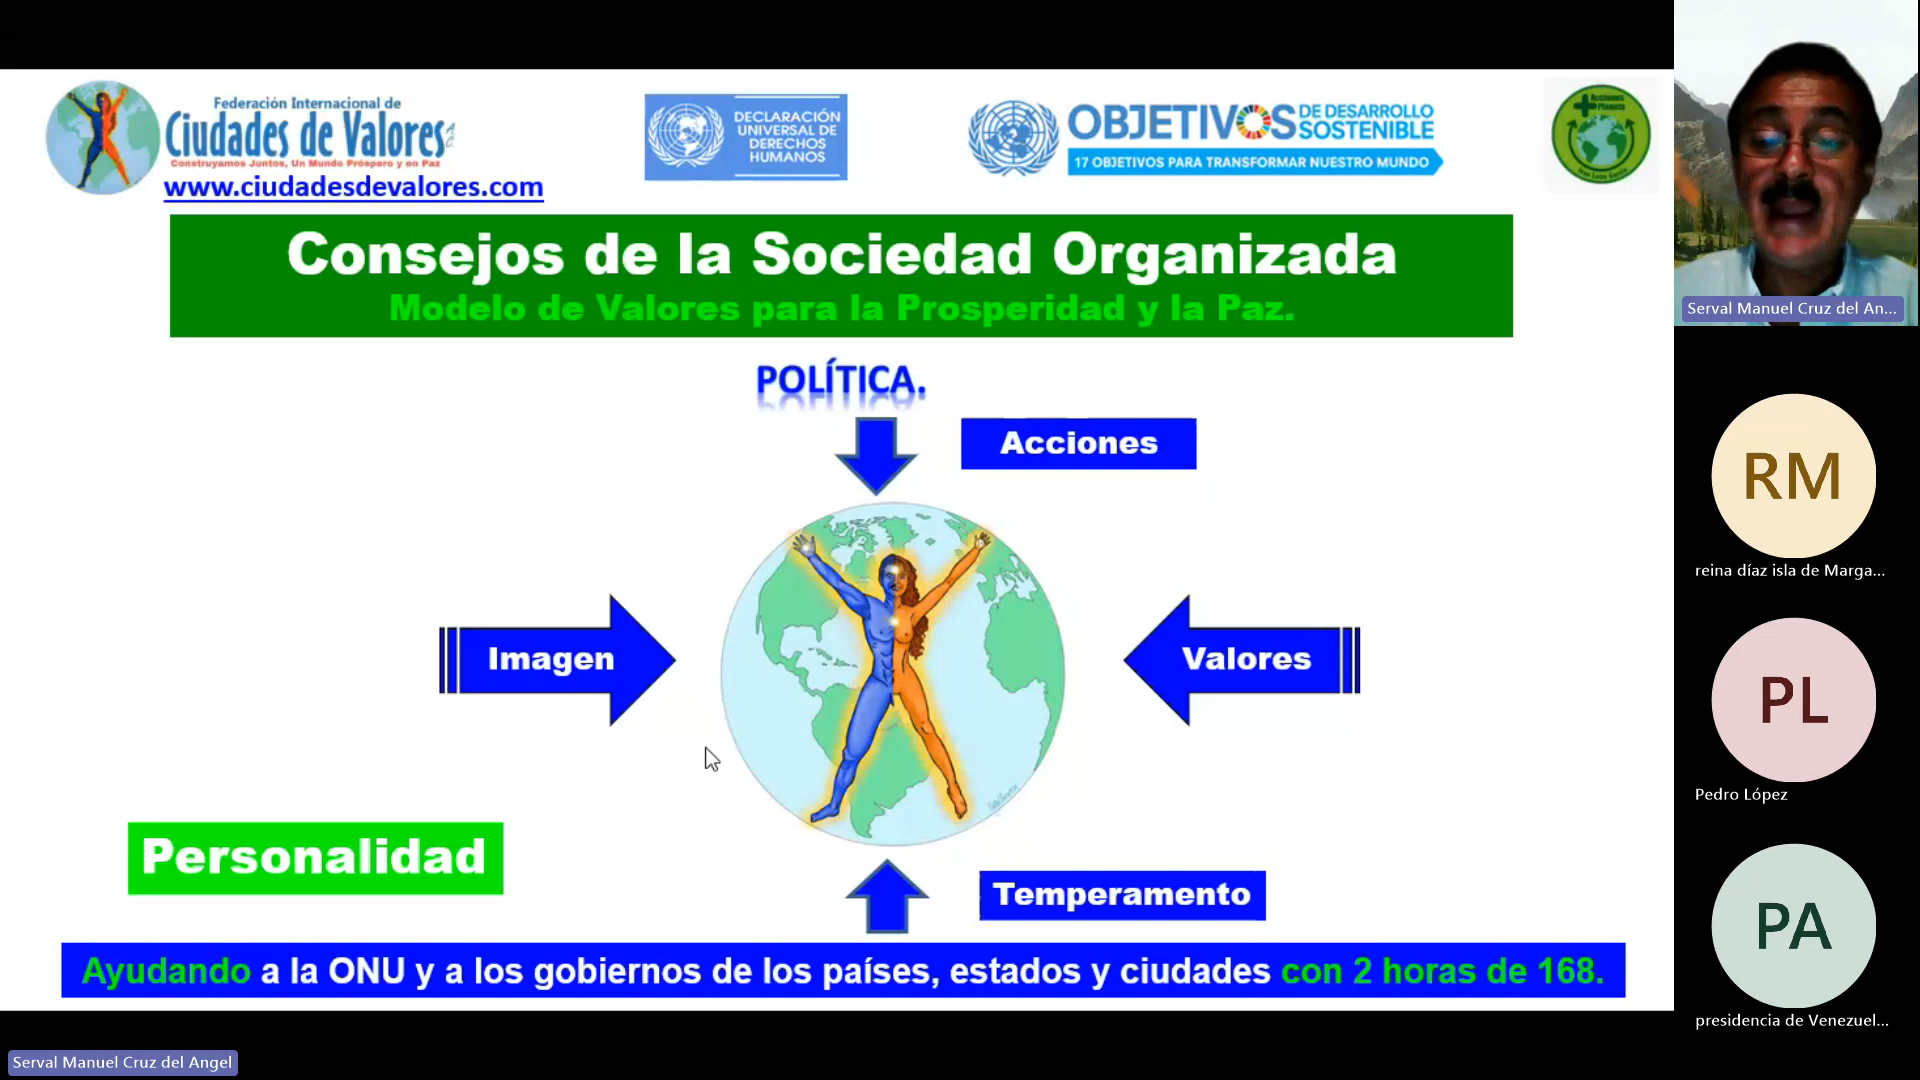 Federación Internacional de
Ciudades de Valores
Construyamos Juntos, Un Mundo Próspero y en Paz
www.ciudadesdevalores.com
DECLARACIÓN
UNIVERSAL DE
DERECHOS
HUMANOS
OBJETIVOS DE DESARROLLO
SOSTENIBLE
17 OBJETIVOS PARA TRANSFORMAR NUESTRO MUNDO
Acciones
Planeta
Consejos de la Sociedad Organizada
Modelo de Valores para la Prosperidad y la Paz.
POLÍTICA.
Acciones
Imagen
Valores
Personalidad
Temperamento
Ayudando a la ONU y a los gobiernos de los países, estados y ciudades con 2 horas de 168.
Serval Manuel Cruz del An...
RM
reina díaz isla de Marga...
PL
Pedro López
PA
presidencia de Venezuel...
Serval Manuel Cruz del Angel